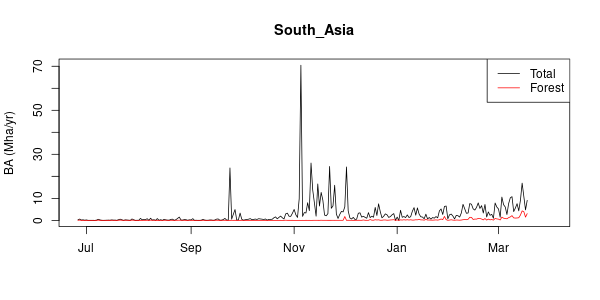 South_Asia
BA (Mha/yr)
70
50
30
10
0
Total
Forest
Jul Sep Nov Jan Mar